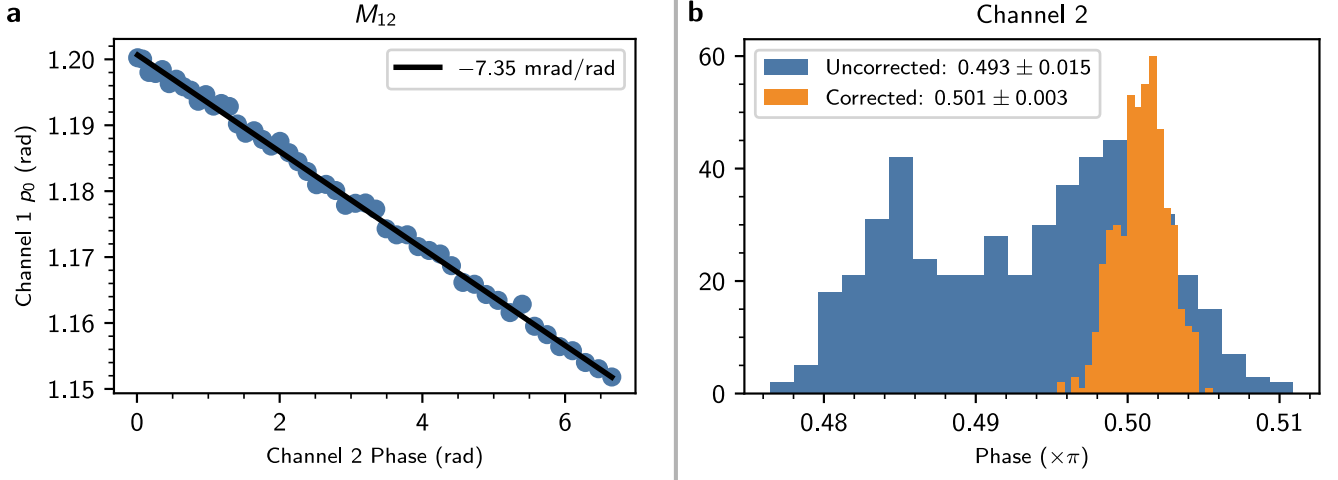 a
M12
1.20
1.19
1.18
1.17
1.16
1.15
Channel 1 p0 (rad)
−7.35 mrad/rad
0 2 4 6
Channel 2 Phase (rad)
b
Channel 2
60
40
20
0
Uncorrected: 0.493 ± 0.015
Corrected: 0.501 ± 0.003
0.48 0.49 0.50 0.51
Phase (×π)